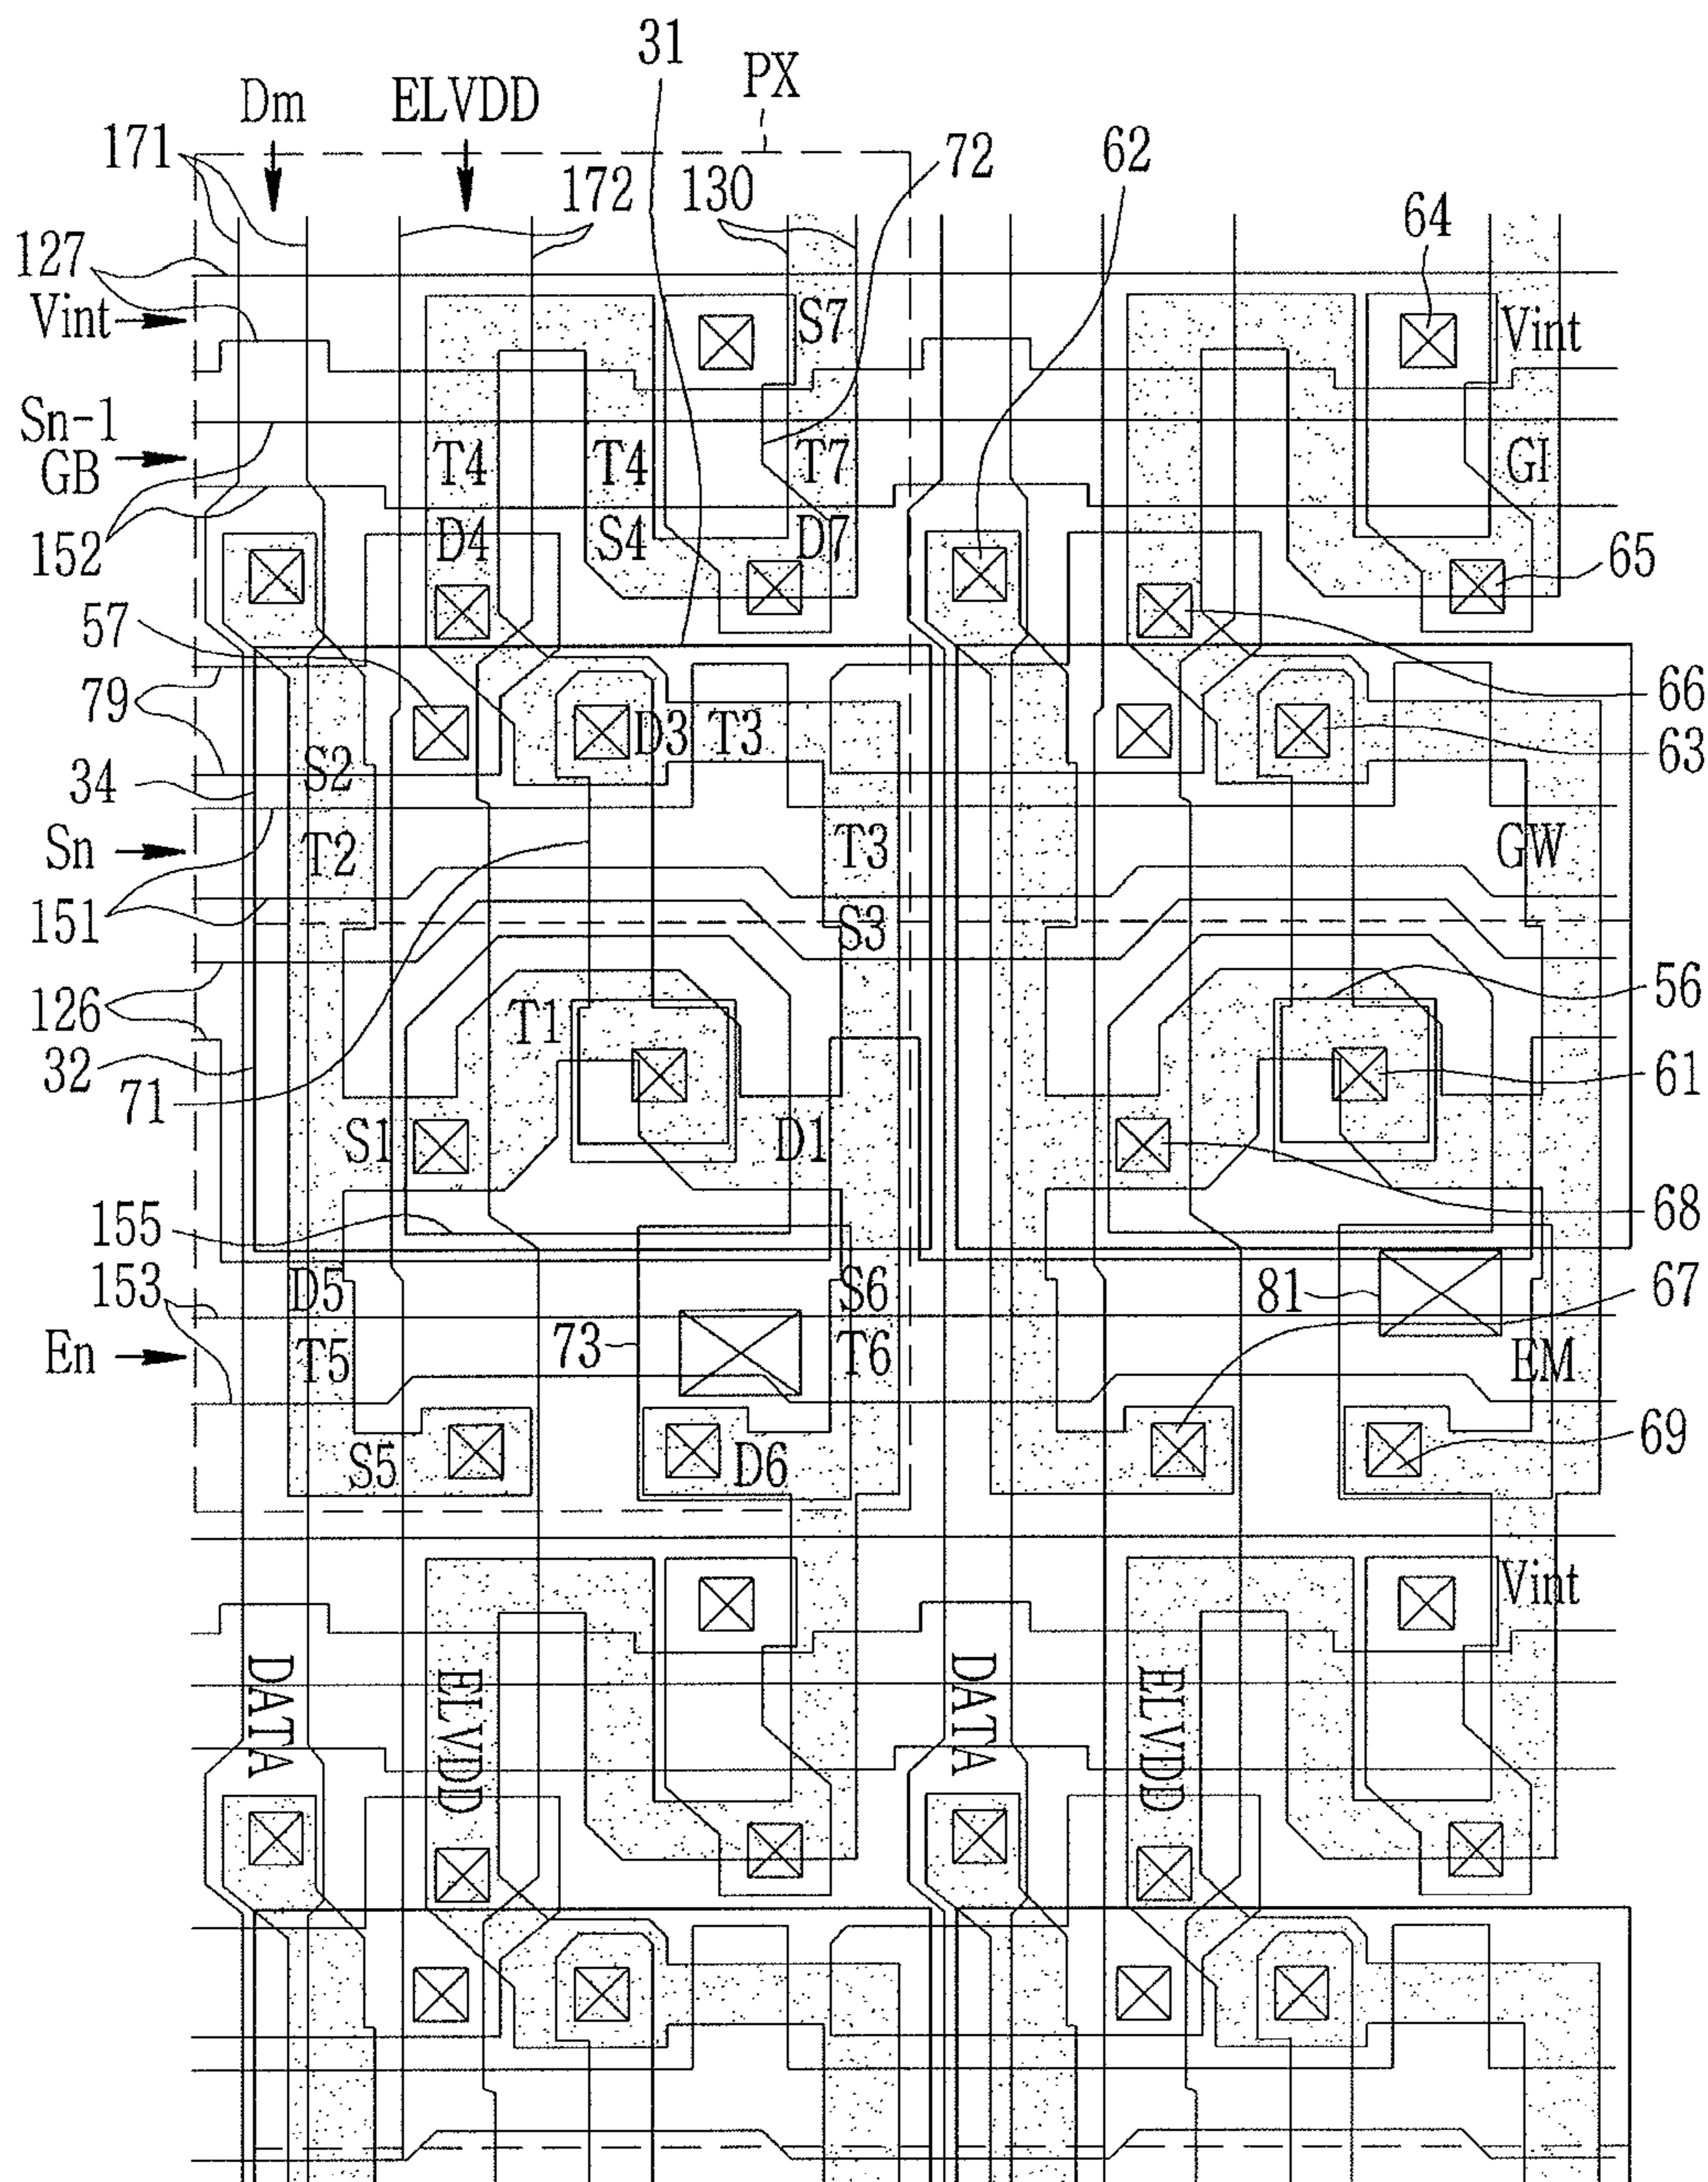 31
PX
Dm
ELVDD
171
172
130
72
62
64
127
Vint
S7
Vint
Sn-1
GB
T4
T4
T7
GI
152
D4
S4
D7
65
57
66
79
D3
T3
63
34
S2
Sn
T2
T3
GW
151
S3
126
T1
56
32
71
61
S1
D1
155
68
153
D5
S6
81
67
En
T5
73
T6
EM
S5
D6
69
Vint
DATA
ELVDD
DATA
ELVDD